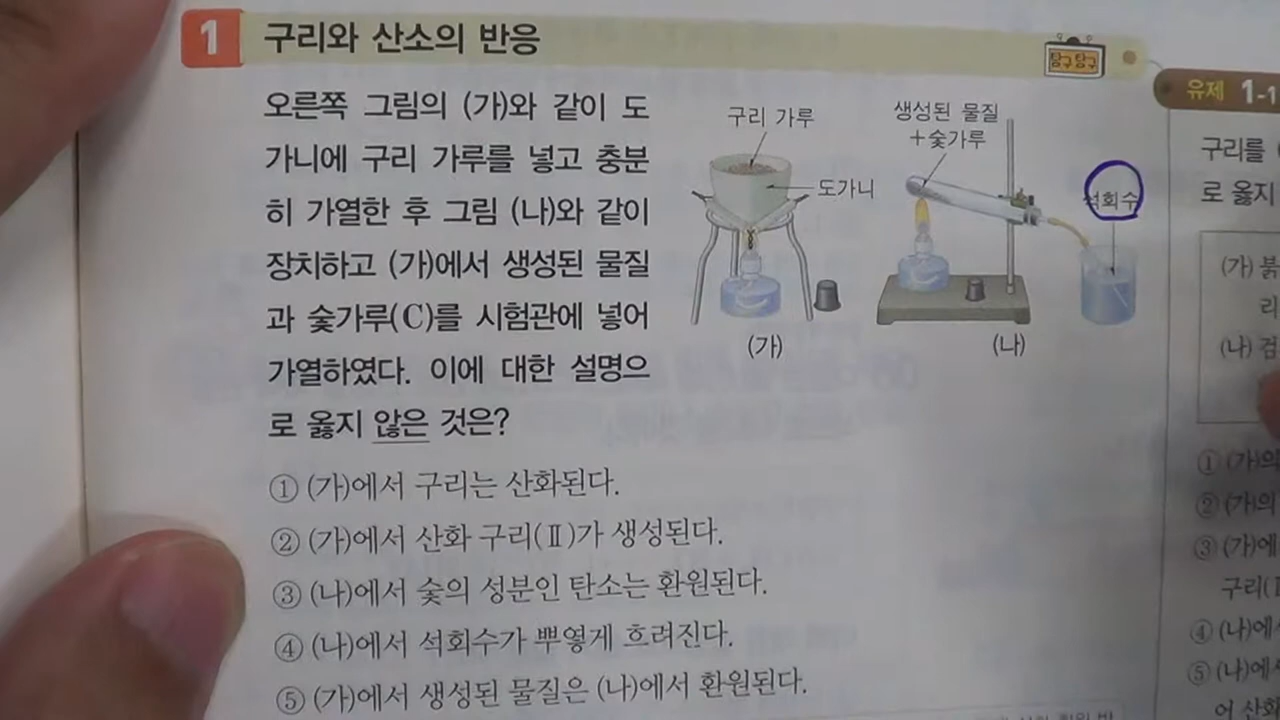 1 구리와 산소의 반응
탐구탐구
오른쪽 그림의 (가)와 같이 도
가니에 구리 가루를 넣고 충분
히 가열한 후 그림 (나)와 같이
장치하고 (가)에서 생성된 물질
과 숯가루(C)를 시험관에 넣어
가열하였다. 이에 대한 설명으
로 옳지 않은 것은?
구리 가루
도가니
(가)
생성된 물질
+숯가루
석회수
(나)
① (가)에서 구리는 산화된다.
② (가)에서 산화 구리(Ⅱ)가 생성된다.
③ (나)에서 숯의 성분인 탄소는 환원된다.
④ (나)에서 석회수가 뿌옇게 흐려진다.
⑤ (가)에서 생성된 물질은 (나)에서 환원된다.
유제 1-1
구리를
로 옳지
(가) 붉
리
(나) 검
① (가)의
② (가)의
③ (가)에
구리(
④ (나)에
⑤ (나)에
어 산화